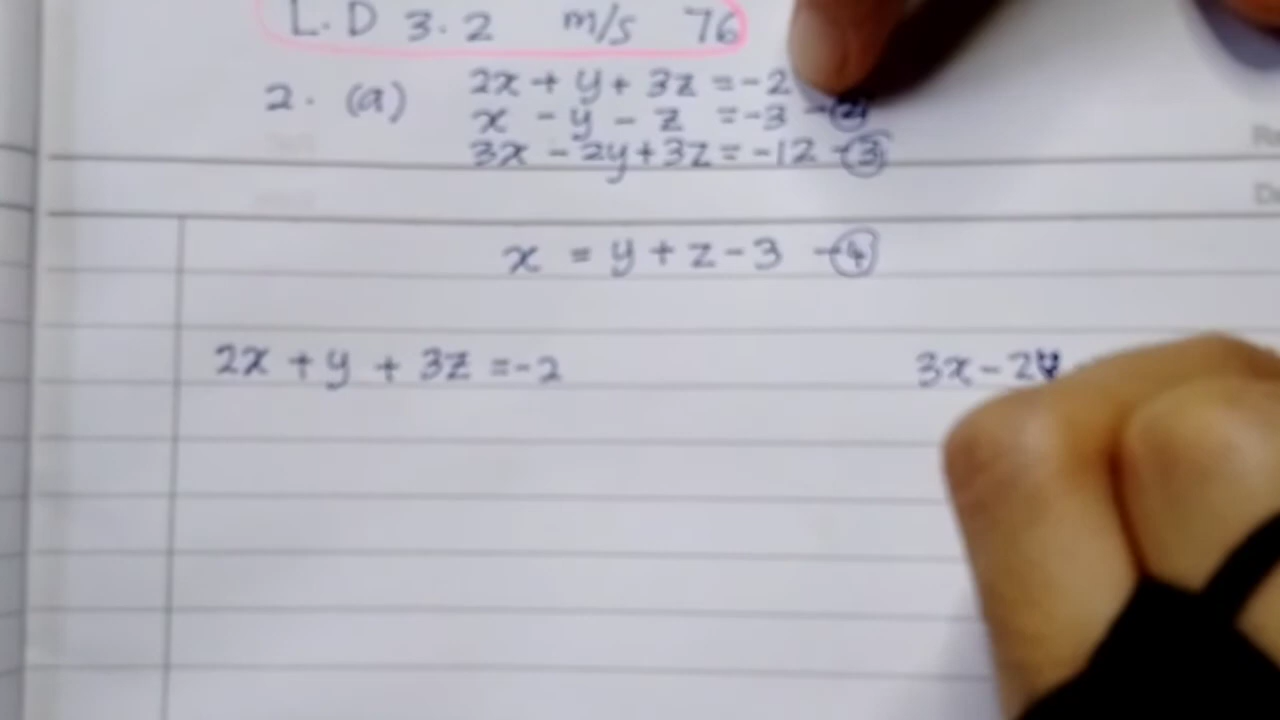 L.D 3.2 m/s 76
2. (a) 2x + y + 3z = -2
x - y - z = -3 - ②
3x - 2y + 3z = -12 - ③
x = y + z - 3 - ④
2x + y + 3z = -2 3x - 2y